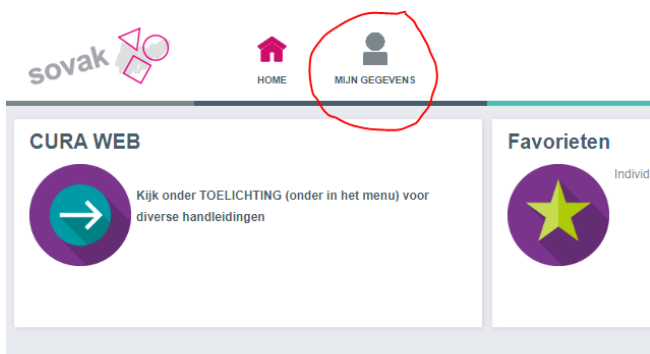 sovak
HOME
MIJN GEGEVENS
CURA WEB
Kijk onder TOELICHTING (onder in het menu) voor
diverse handleidingen
Favorieten
Individ